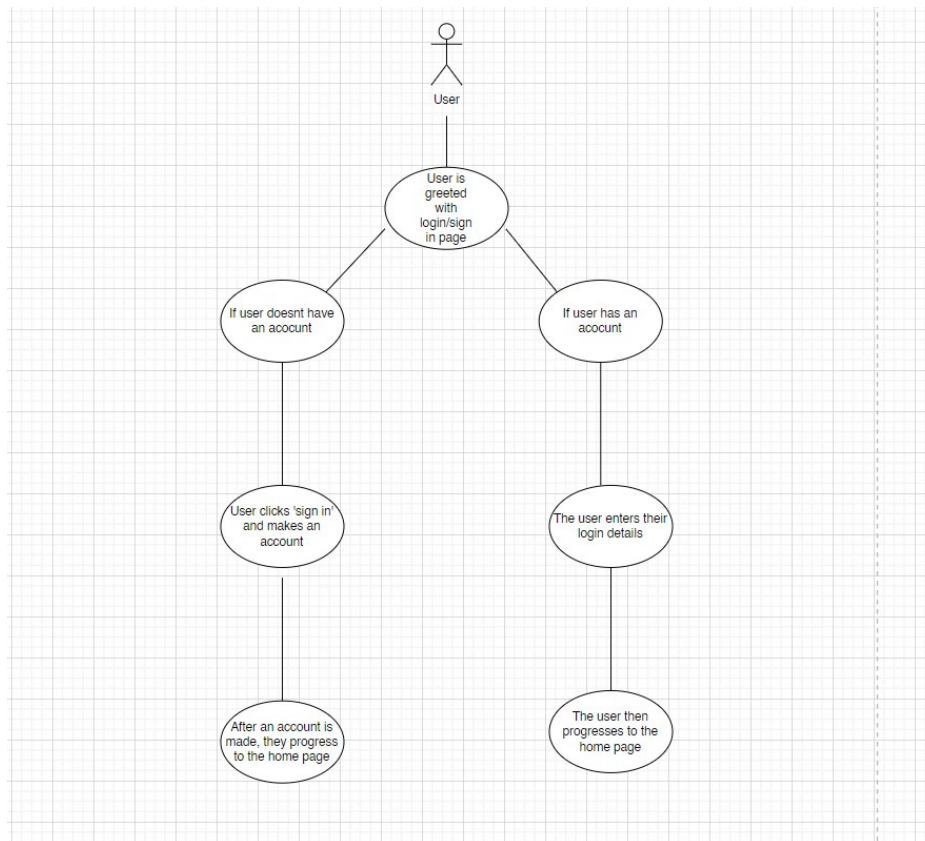 User
User is
greeted
with
login/sign
in page
If user doesnt have
an acocunt
If user has an
acocunt
User clicks 'sign in'
and makes an
account
The user enters their
login details
After an account is
made, they progress
to the home page
The user then
progresses to the
home page